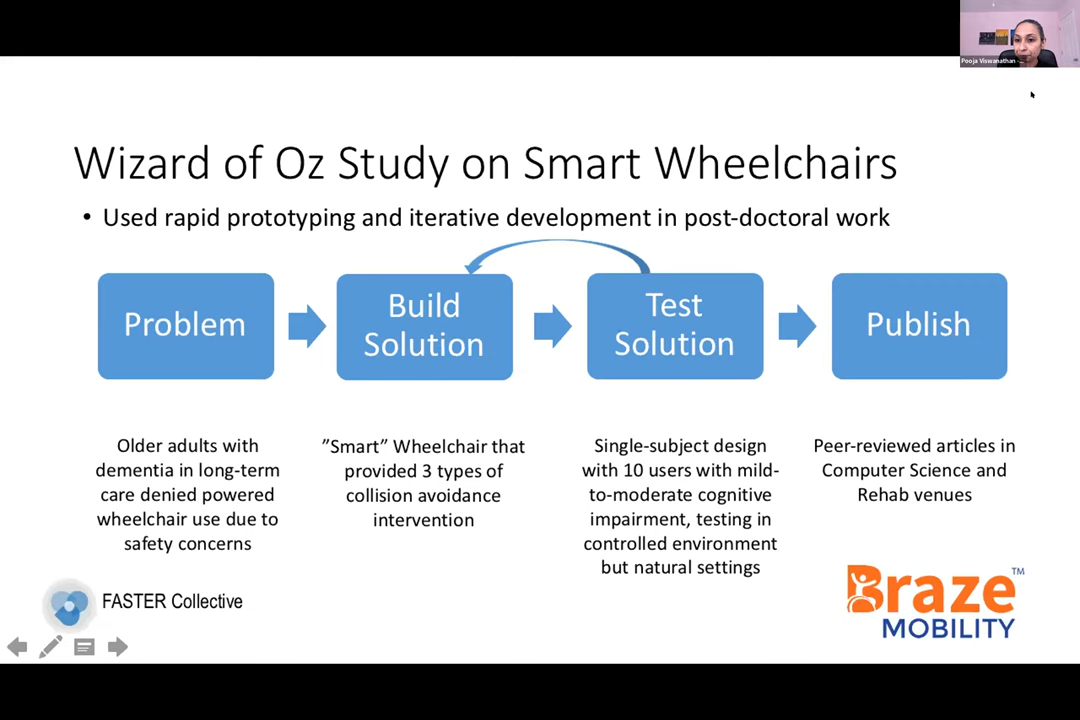 Pooja Viswanathan
Wizard of Oz Study on Smart Wheelchairs
• Used rapid prototyping and iterative development in post-doctoral work
Problem
Build
Solution
Test
Solution
Publish
Older adults with
dementia in long-term
care denied powered
wheelchair use due to
safety concerns
”Smart” Wheelchair that
provided 3 types of
collision avoidance
intervention
Single-subject design
with 10 users with mild-
to-moderate cognitive
impairment, testing in
controlled environment
but natural settings
Peer-reviewed articles in
Computer Science and
Rehab venues
FASTER Collective
Braze™
MOBILITY